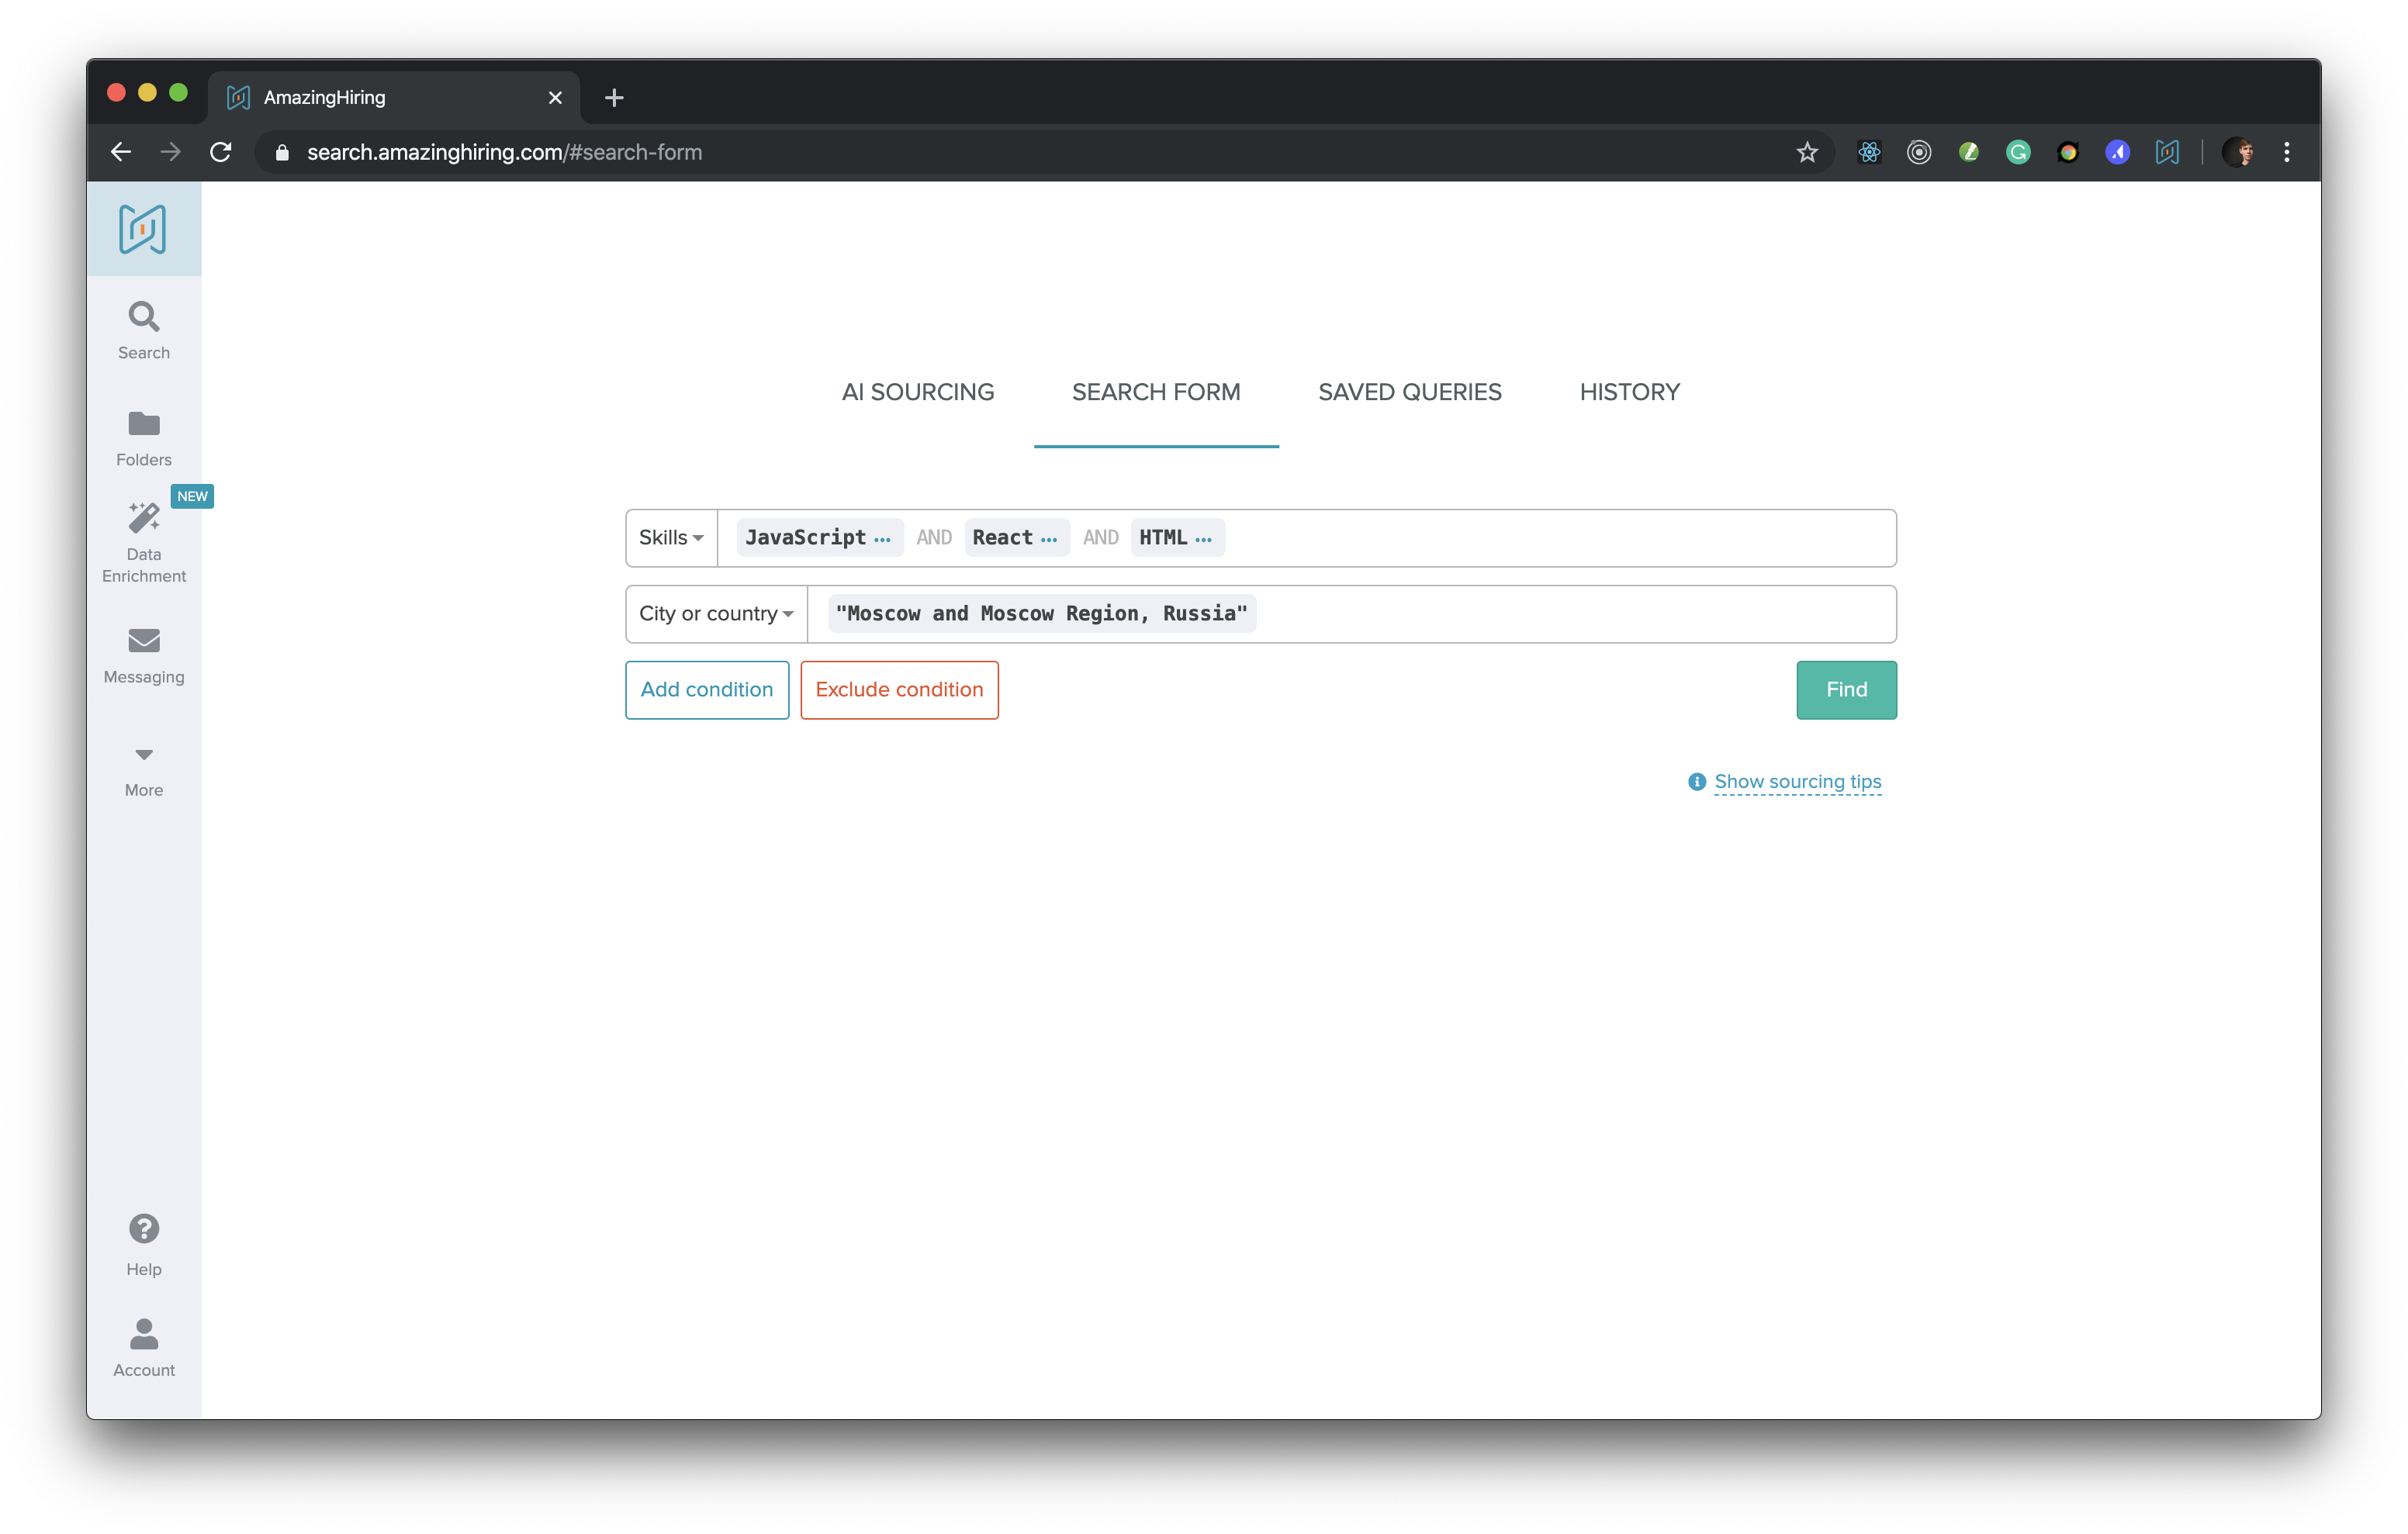 AmazingHiring
search.amazinghiring.com/#search-form
Search
Folders
NEW
Data
Enrichment
Messaging
More
Help
Account
AI SOURCING SEARCH FORM SAVED QUERIES HISTORY
Skills JavaScript ... AND React ... AND HTML ...
City or country "Moscow and Moscow Region, Russia"
Add condition Exclude condition Find
Show sourcing tips